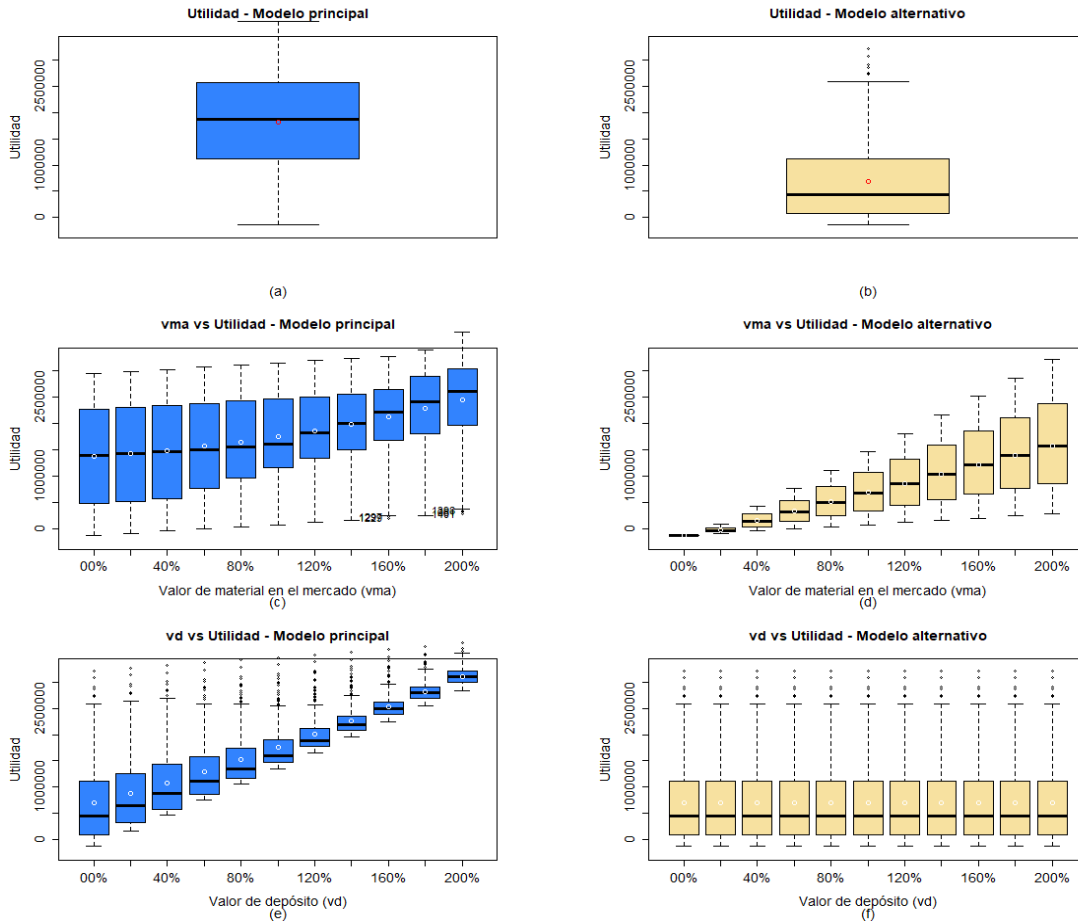 Utilidad - Modelo principal
Utilidad
0
1000000
2500000
(a)
Utilidad - Modelo alternativo
Utilidad
0
1000000
2500000
(b)
vma vs Utilidad - Modelo principal
Utilidad
0
1000000
2500000
00% 40% 80% 120% 160% 200%
Valor de material en el mercado (vma)
(c)
vma vs Utilidad - Modelo alternativo
Utilidad
0
1000000
2500000
00% 40% 80% 120% 160% 200%
Valor de material en el mercado (vma)
(d)
vd vs Utilidad - Modelo principal
Utilidad
0
1000000
2500000
00% 40% 80% 120% 160% 200%
Valor de depósito (vd)
(e)
vd vs Utilidad - Modelo alternativo
Utilidad
0
1000000
2500000
00% 40% 80% 120% 160% 200%
Valor de depósito (vd)
(f)